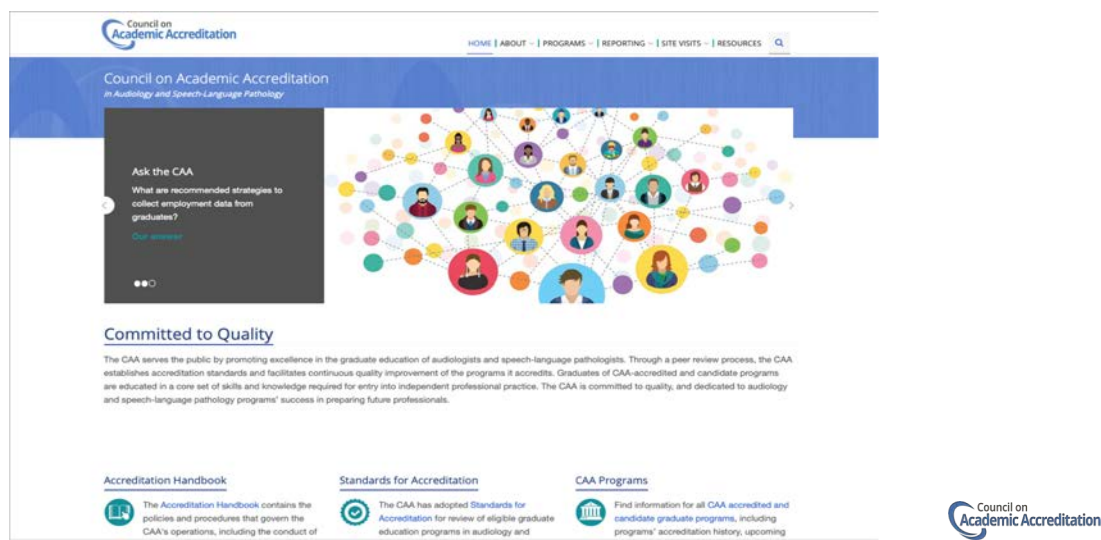 Council on
Academic Accreditation
HOME | ABOUT | PROGRAMS | REPORTING | SITE VISITS | RESOURCES
Council on Academic Accreditation
in Audiology and Speech-Language Pathology
Ask the CAA
What are recommended strategies to
collect employment data from
graduates?
Our answer
Committed to Quality
The CAA serves the public by promoting excellence in the graduate education of audiologists and speech-language pathologists. Through a peer review process, the CAA
establishes accreditation standards and facilitates continuous quality improvement of the programs it accredits. Graduates of CAA-accredited and candidate programs
are educated in a core set of skills and knowledge required for entry into independent professional practice. The CAA is committed to quality, and dedicated to audiology
and speech-language pathology programs' success in preparing future professionals.
Accreditation Handbook
The Accreditation Handbook contains the
policies and procedures that govern the
CAA's operations, including the conduct of
Standards for Accreditation
The CAA has adopted Standards for
Accreditation for review of eligible graduate
education programs in audiology and
CAA Programs
Find information for all CAA accredited and
candidate graduate programs, including
programs' accreditation history, upcoming
Council on
Academic Accreditation